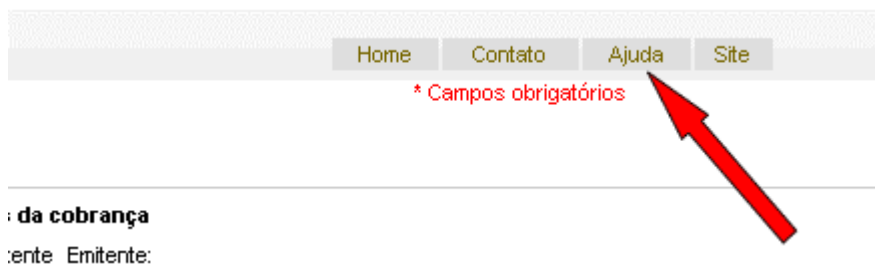 Home Contato Ajuda Site
* Campos obrigatórios
da cobrança
Emitente: